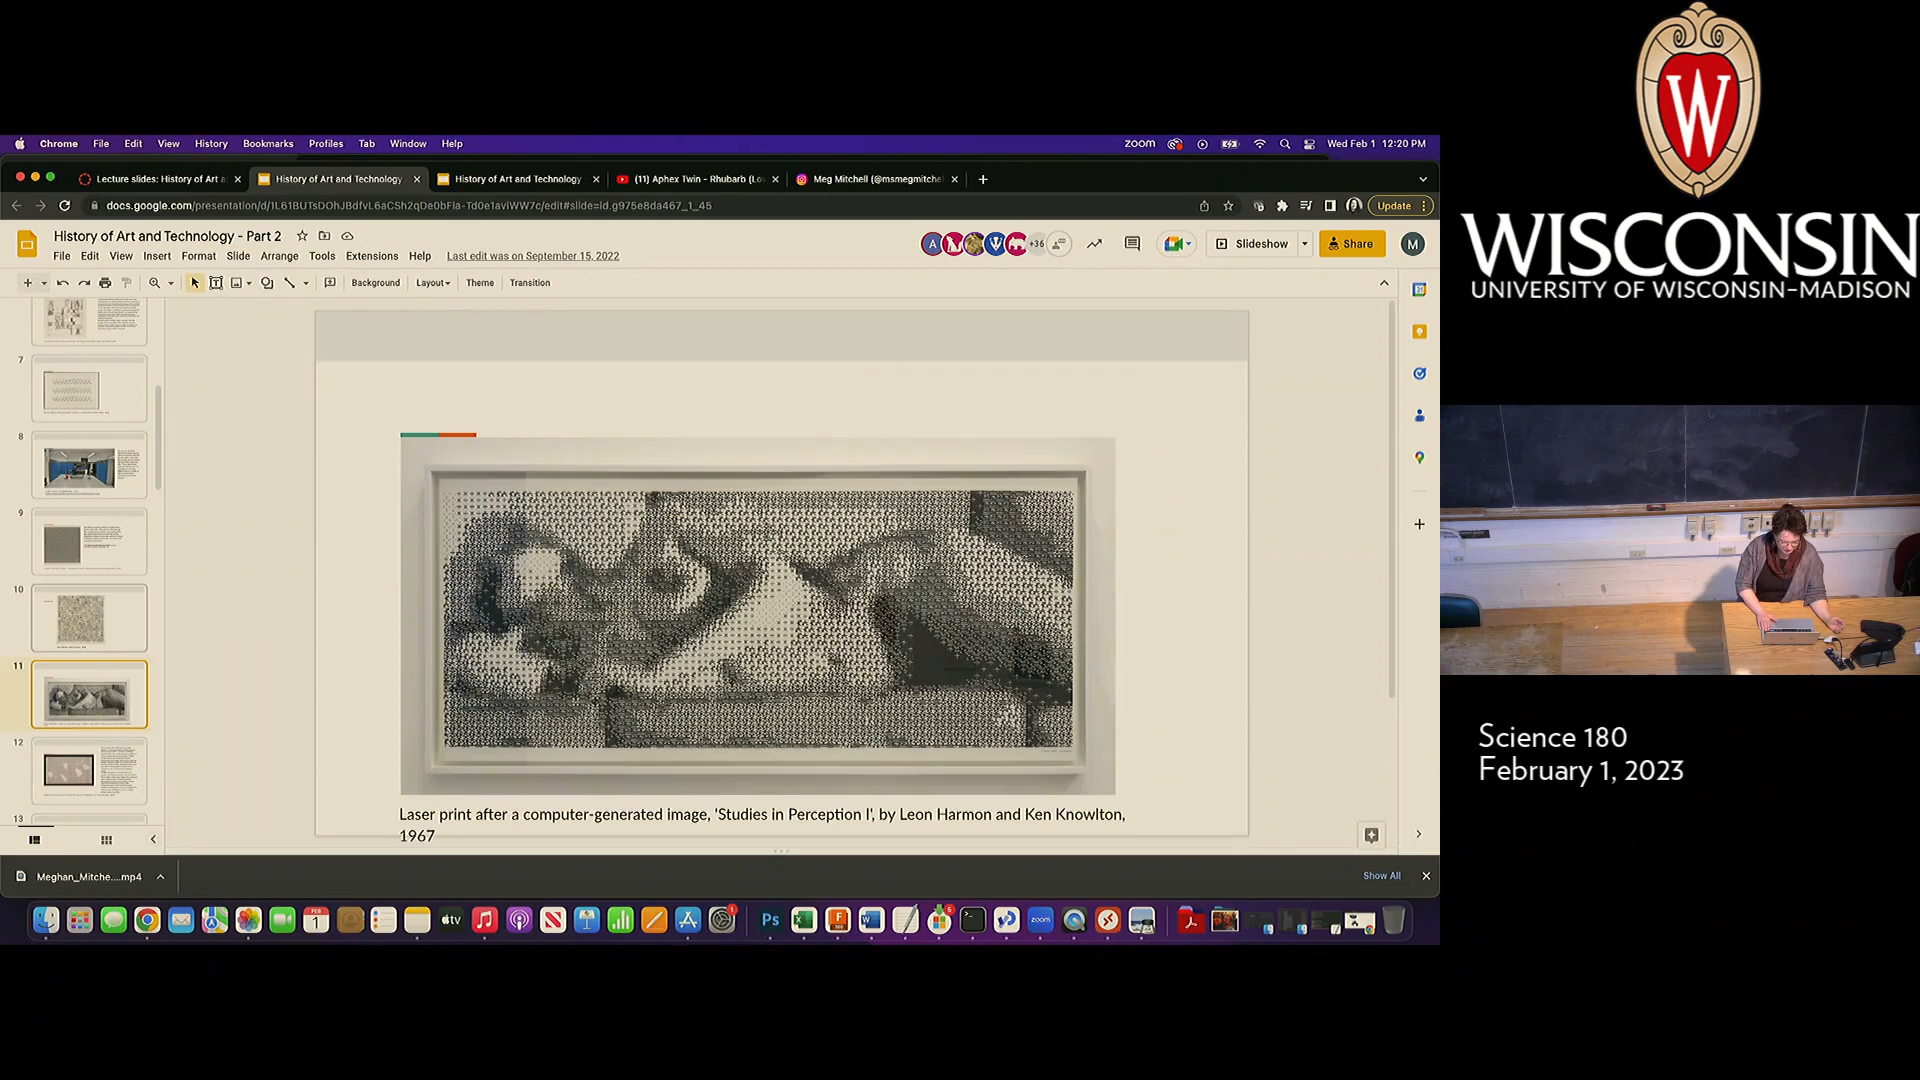 Chrome File Edit View History Bookmarks Profiles Tab Window Help
zoom
Wed Feb 1 12:20 PM
Lecture slides: History of Art a
History of Art and Technology
History of Art and Technology
(11) Aphex Twin - Rhubarb (Lo
Meg Mitchell (@msmegmitche
docs.google.com/presentation/d/1L61BUTsDOhJBdfvL6aCSh2qDe0bFia-Td0e1aviWW7c/edit#slide=id.g975e8da467_1_45
Update
History of Art and Technology - Part 2
A
+36
Slideshow
Share
M
File Edit View Insert Format Slide Arrange Tools Extensions Help
Last edit was on September 15, 2022
Background Layout Theme Transition
7
8
9
10
11
12
13
Laser print after a computer-generated image, 'Studies in Perception I', by Leon Harmon and Ken Knowlton,
1967
Meghan_Mitche....mp4
Show All
FEB
1
tv
Ps
zoom
W
WISCONSIN
UNIVERSITY OF WISCONSIN-MADISON
Science 180
February 1, 2023